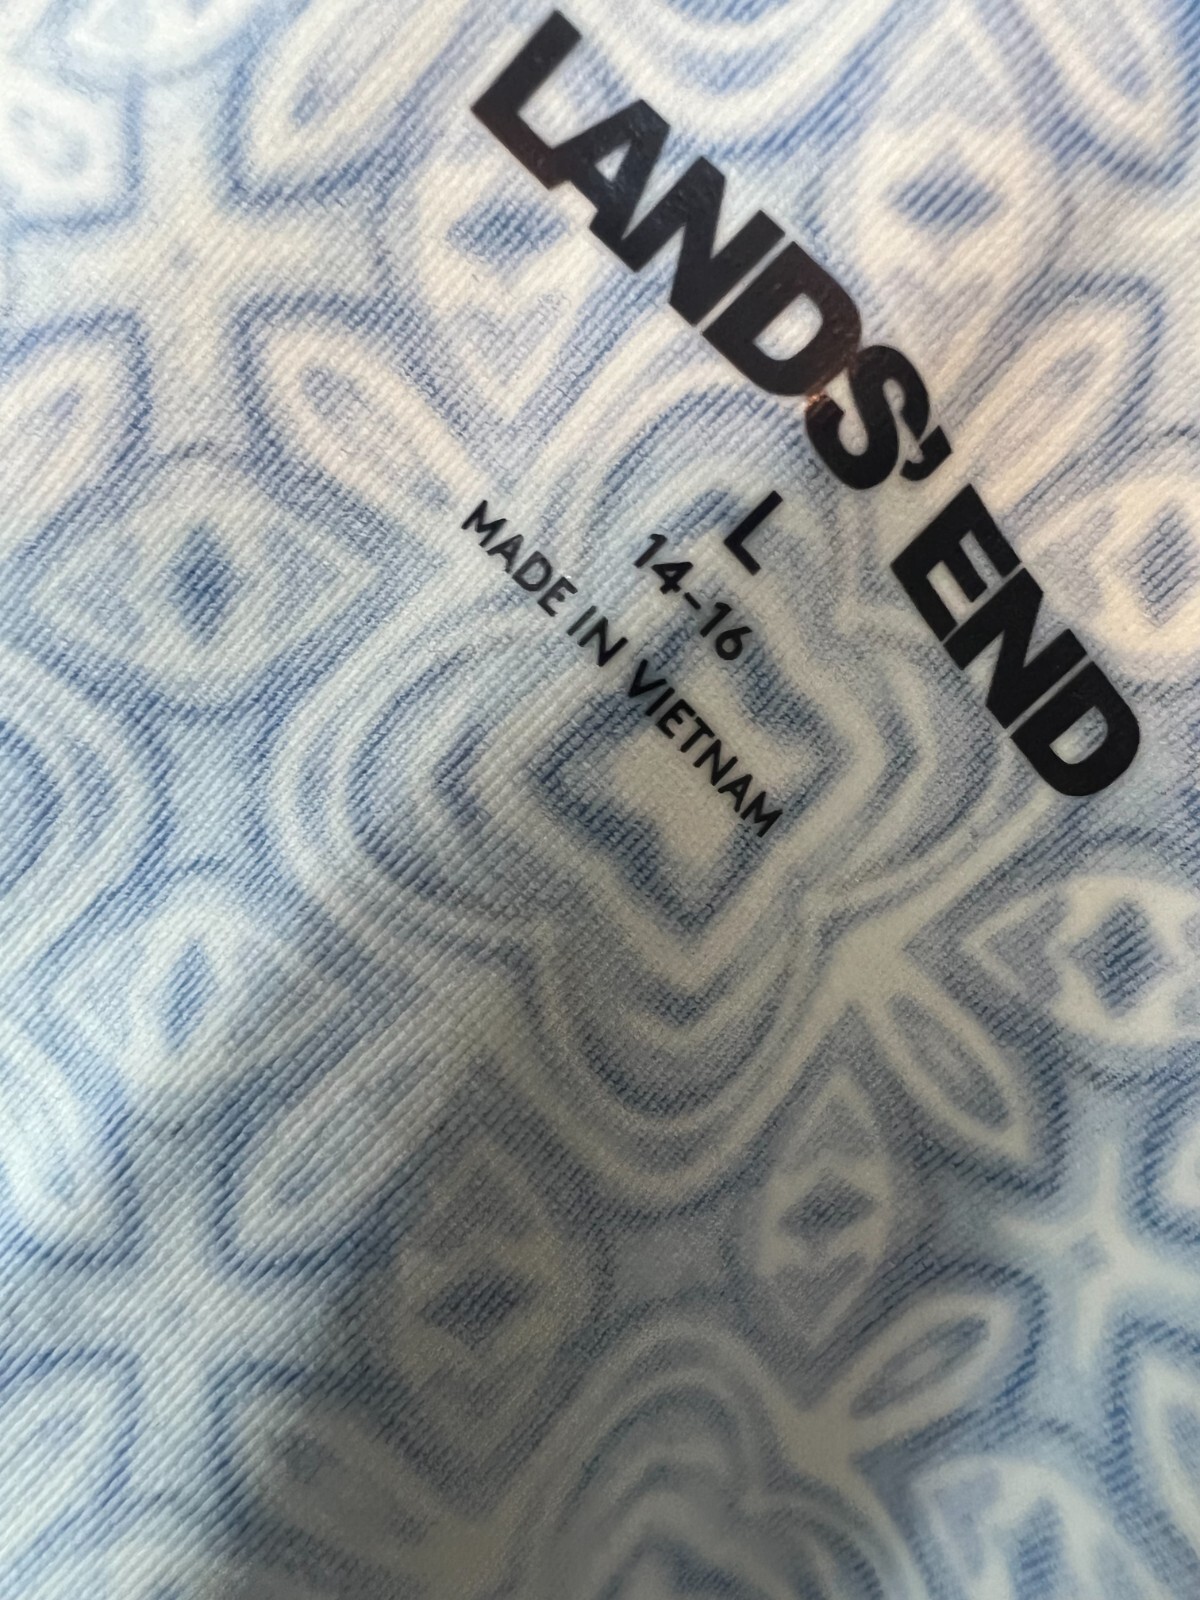 LANDS' END
L
14-16
MADE IN VIETNAM